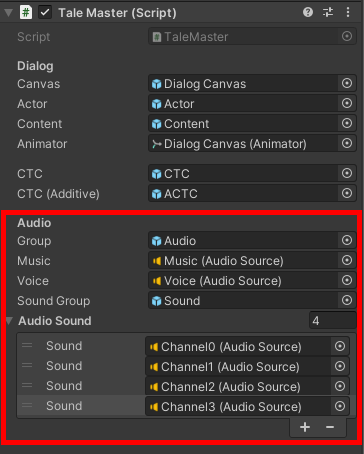 Tale Master (Script)
Script TaleMaster
Dialog
Canvas Dialog Canvas
Actor Actor
Content Content
Animator Dialog Canvas (Animator)
CTC CTC
CTC (Additive) ACTC
Audio
Group Audio
Music Music (Audio Source)
Voice Voice (Audio Source)
Sound Group Sound
Audio Sound 4
Sound Channel0 (Audio Source)
Sound Channel1 (Audio Source)
Sound Channel2 (Audio Source)
Sound Channel3 (Audio Source)
+ −